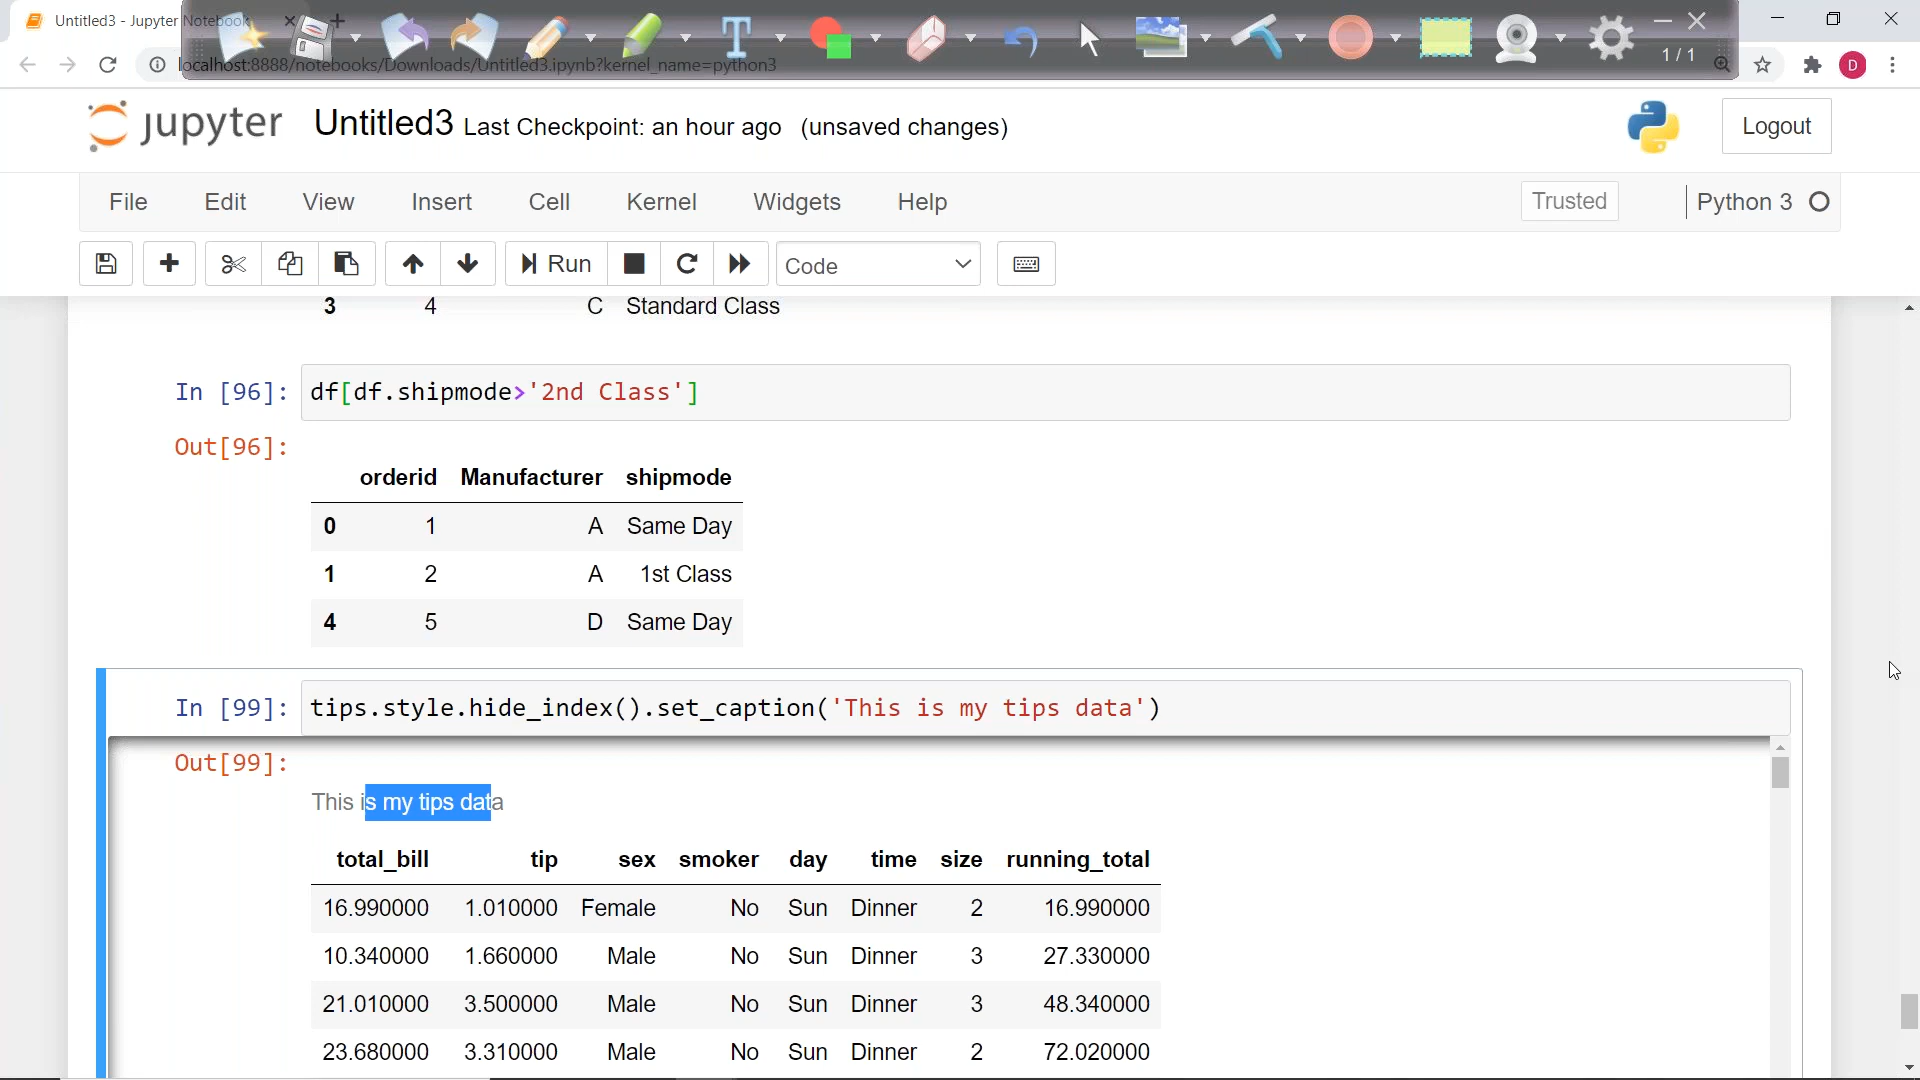 Untitled3 - Jupyter Notebook
localhost:8888/notebooks/Downloads/Untitled3.ipynb?kernel_name=python3
1 / 1
D
jupyter Untitled3 Last Checkpoint: an hour ago (unsaved changes)
Logout
File Edit View Insert Cell Kernel Widgets Help Trusted Python 3
Run Code
3 4 C Standard Class
In [96]: df[df.shipmode>'2nd Class']
Out[96]:
orderid Manufacturer shipmode
0 1 A Same Day
1 2 A 1st Class
4 5 D Same Day
In [99]: tips.style.hide_index().set_caption('This is my tips data')
Out[99]:
This is my tips data
total_bill tip sex smoker day time size running_total
16.990000 1.010000 Female No Sun Dinner 2 16.990000
10.340000 1.660000 Male No Sun Dinner 3 27.330000
21.010000 3.500000 Male No Sun Dinner 3 48.340000
23.680000 3.310000 Male No Sun Dinner 2 72.020000